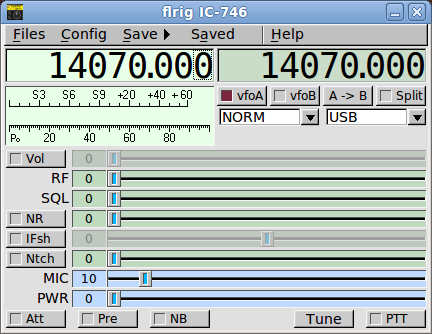 flrig IC-746
Files Config Save Saved Help
14070.000 14070.000
S3 S6 S9 +20 +40 +60
Po 20 40 60 80
vfoA vfoB A -> B Split
NORM USB
Vol 0
RF 0
SQL 0
NR 0
IFsh 0
Ntch 0
MIC 10
PWR 0
Att Pre NB Tune PTT